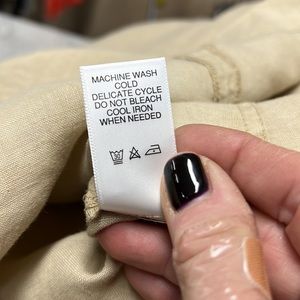 MACHINE WASH
COLD
DELICATE CYCLE
DO NOT BLEACH
COOL IRON
WHEN NEEDED